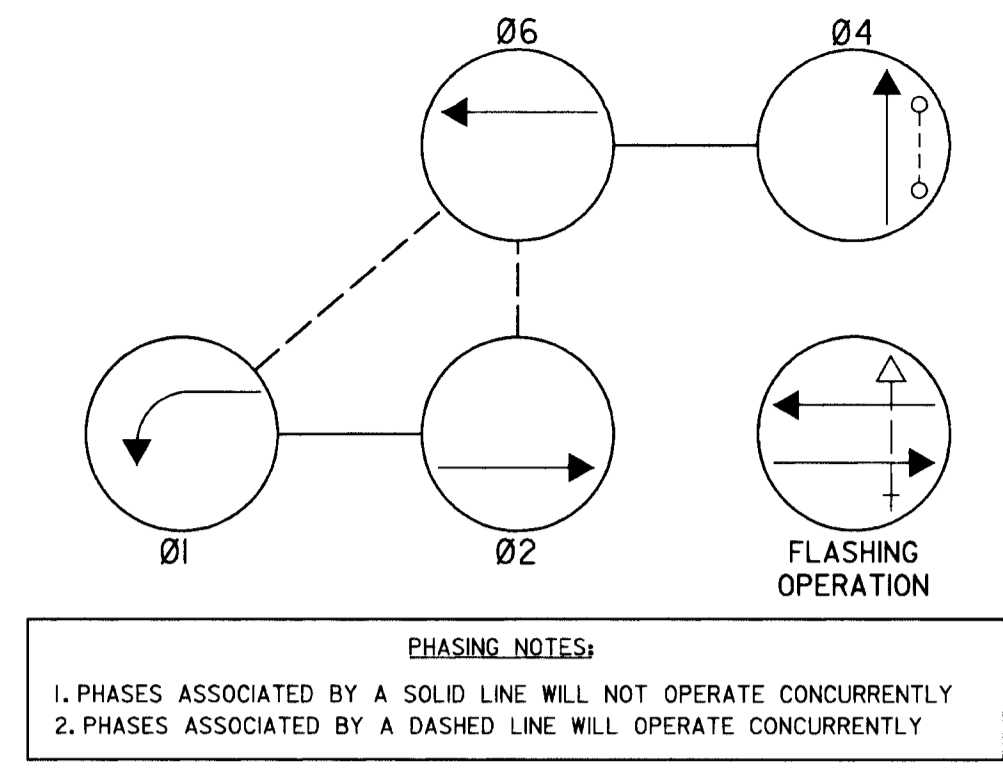 Ø6
Ø4
Ø1
Ø2
FLASHING
OPERATION
PHASING NOTES:
1. PHASES ASSOCIATED BY A SOLID LINE WILL NOT OPERATE CONCURRENTLY
2. PHASES ASSOCIATED BY A DASHED LINE WILL OPERATE CONCURRENTLY